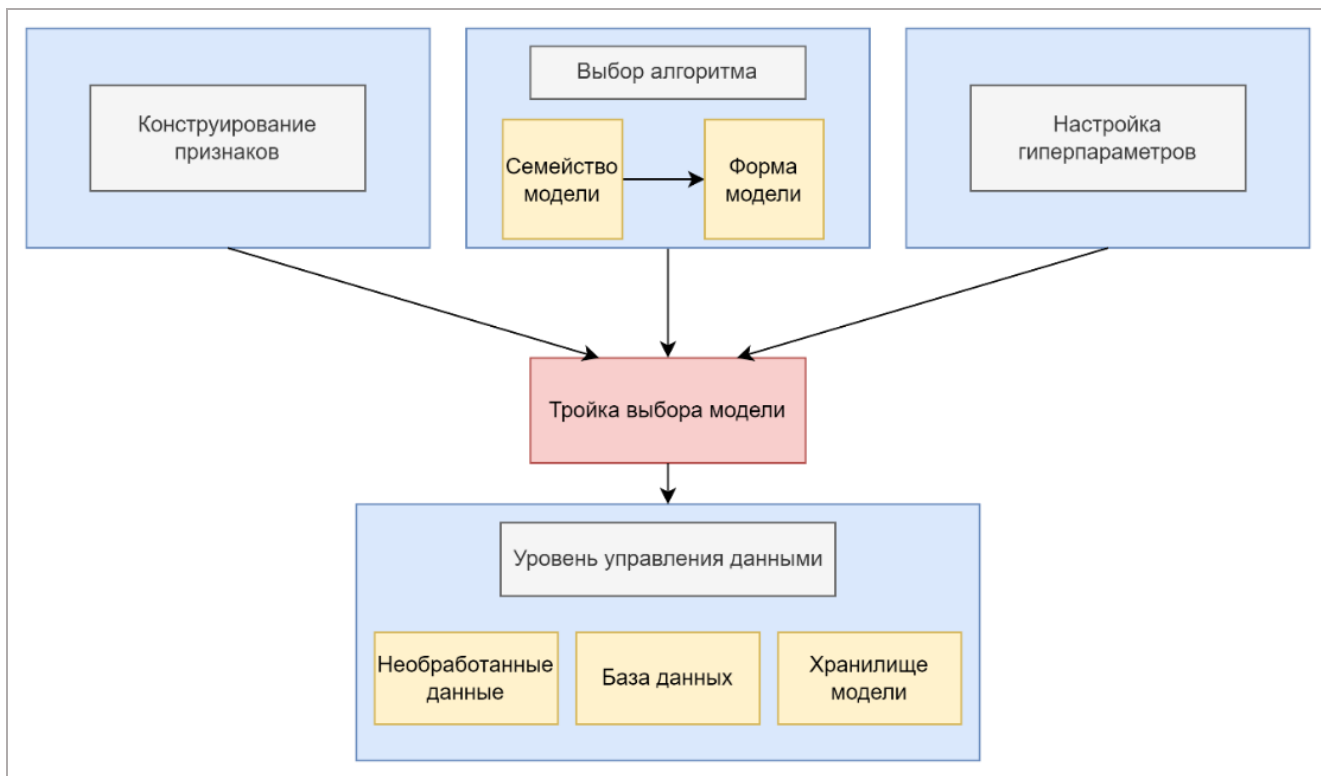 Конструирование
признаков
Выбор алгоритма
Семейство
модели
Форма
модели
Настройка
гиперпараметров
Тройка выбора модели
Уровень управления данными
Необработанные
данные
База данных
Хранилище
модели